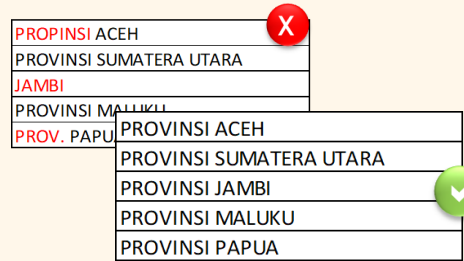 X
PROPINSI ACEH
PROVINSI SUMATERA UTARA
JAMBI
PROVINSI MALUKU
PROV. PAPUA
PROVINSI ACEH
PROVINSI SUMATERA UTARA
PROVINSI JAMBI
PROVINSI MALUKU
PROVINSI PAPUA